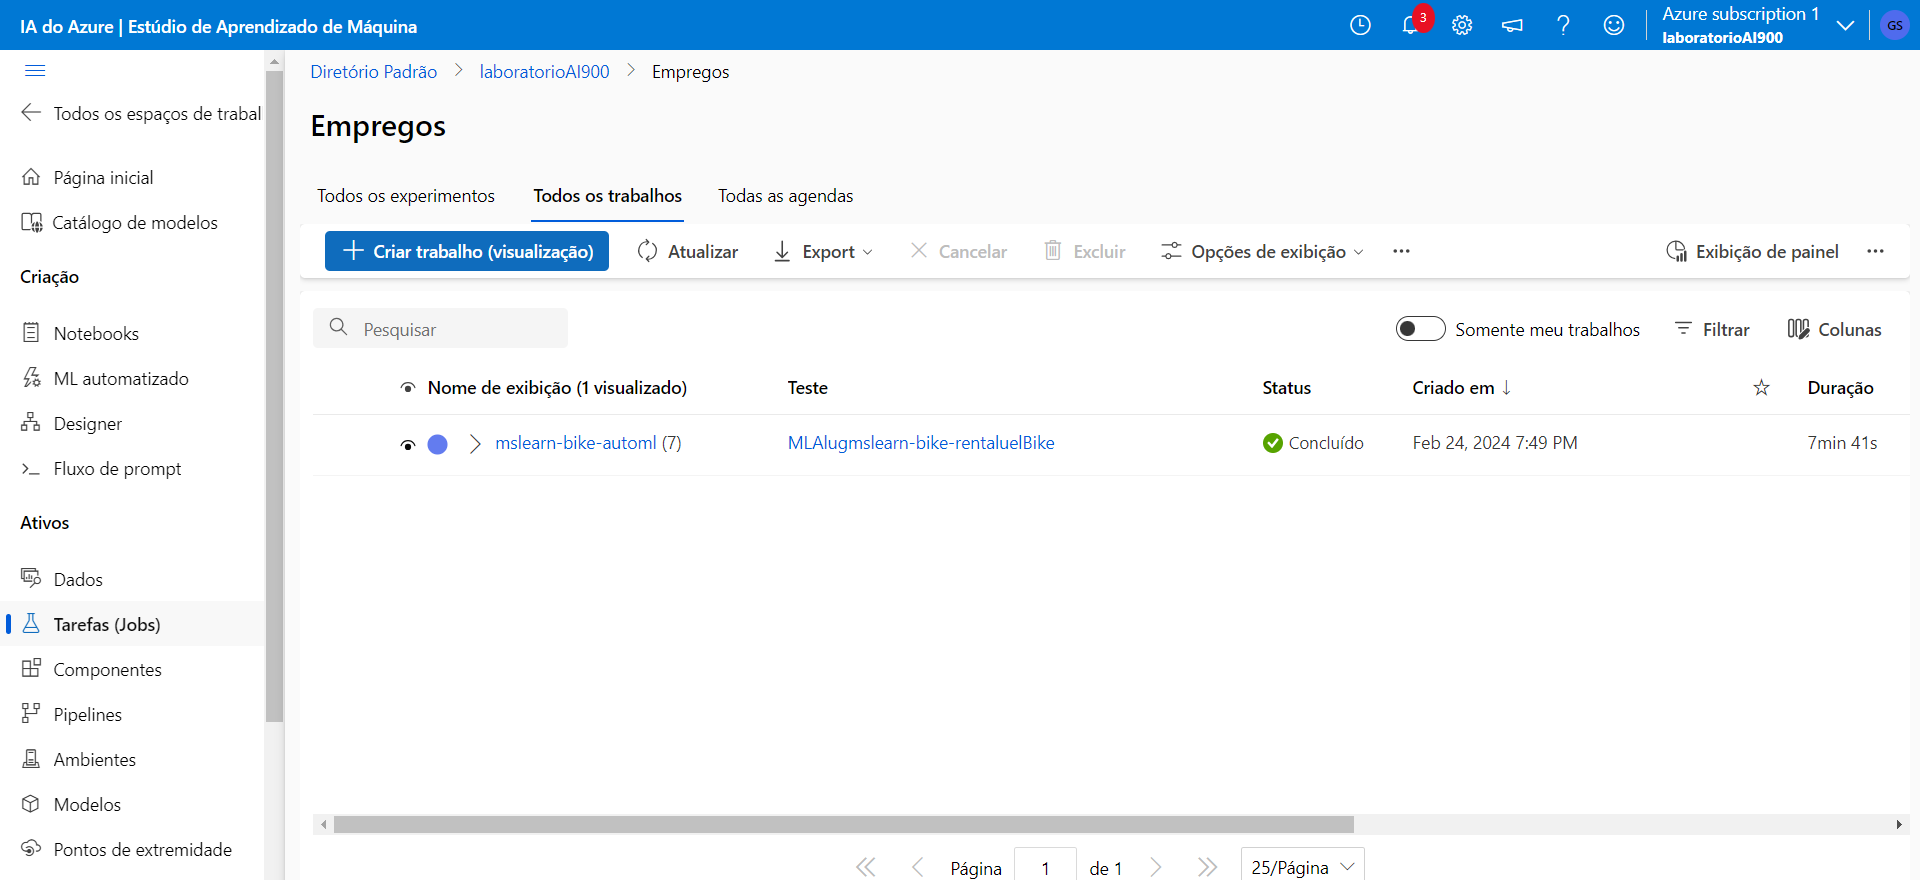 IA do Azure | Estúdio de Aprendizado de Máquina
3
Azure subscription 1
laboratorioAI900
GS
Todos os espaços de trabal
Página inicial
Catálogo de modelos
Criação
Notebooks
ML automatizado
Designer
Fluxo de prompt
Ativos
Dados
Tarefas (Jobs)
Componentes
Pipelines
Ambientes
Modelos
Pontos de extremidade
Diretório Padrão > laboratorioAI900 > Empregos
Empregos
Todos os experimentos Todos os trabalhos Todas as agendas
Criar trabalho (visualização) Atualizar Export Cancelar Excluir Opções de exibição ··· Exibição de painel ···
Pesquisar Somente meu trabalhos Filtrar Colunas
Nome de exibição (1 visualizado) Teste Status Criado em ↓ Duração
mslearn-bike-automl (7) MLAlugmslearn-bike-rentaluelBike Concluído Feb 24, 2024 7:49 PM 7min 41s
Página 1 de 1 25/Página